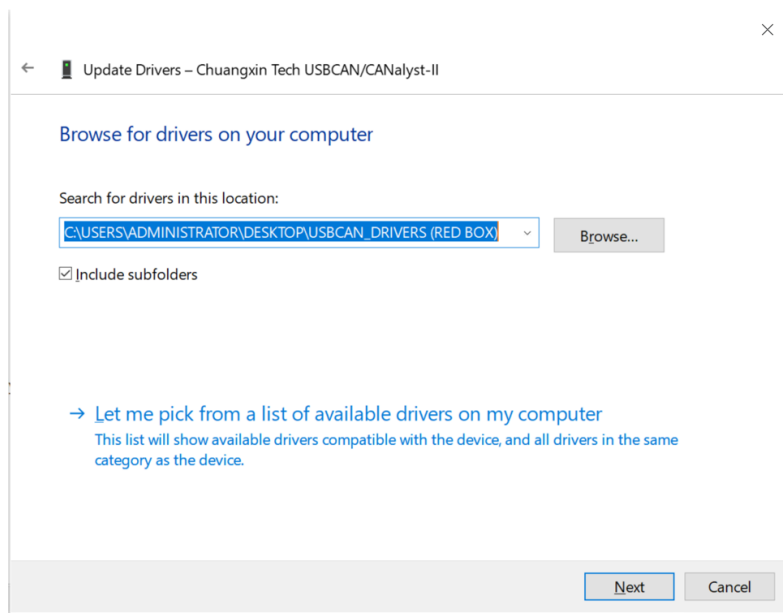 Update Drivers – Chuangxin Tech USBCAN/CANalyst-II
Browse for drivers on your computer
Search for drivers in this location:
C:\USERS\ADMINISTRATOR\DESKTOP\USBCAN_DRIVERS (RED BOX)
Browse...
Include subfolders
Let me pick from a list of available drivers on my computer
This list will show available drivers compatible with the device, and all drivers in the same
category as the device.
Next
Cancel